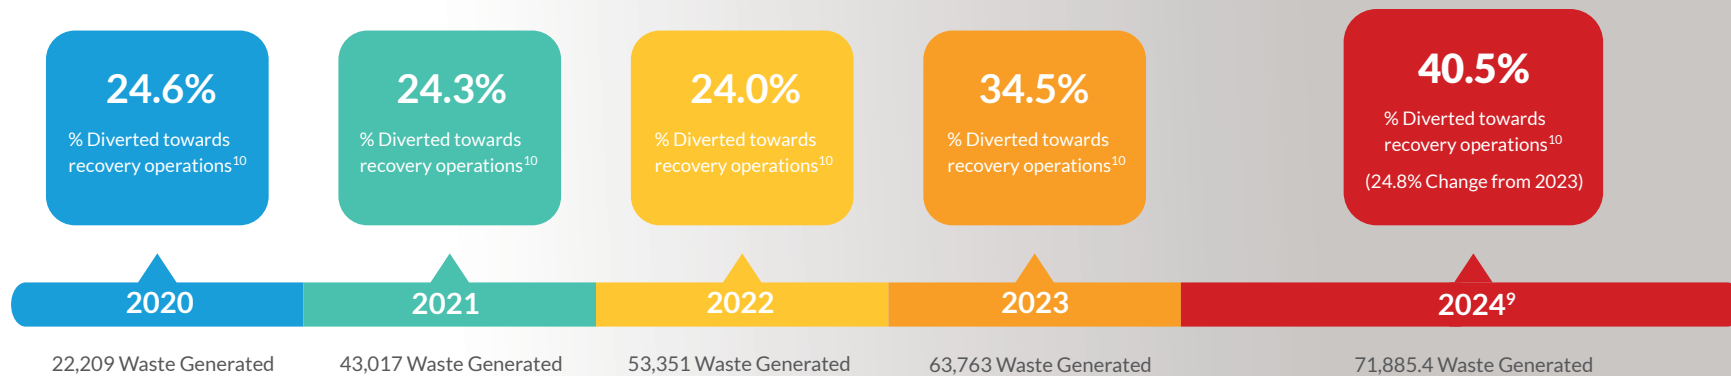 24.6%
% Diverted towards
recovery operations¹⁰
24.3%
% Diverted towards
recovery operations¹⁰
24.0%
% Diverted towards
recovery operations¹⁰
34.5%
% Diverted towards
recovery operations¹⁰
40.5%
% Diverted towards
recovery operations¹⁰
(24.8% Change from 2023)
2020
2021
2022
2023
2024⁹
22,209 Waste Generated
43,017 Waste Generated
53,351 Waste Generated
63,763 Waste Generated
71,885.4 Waste Generated